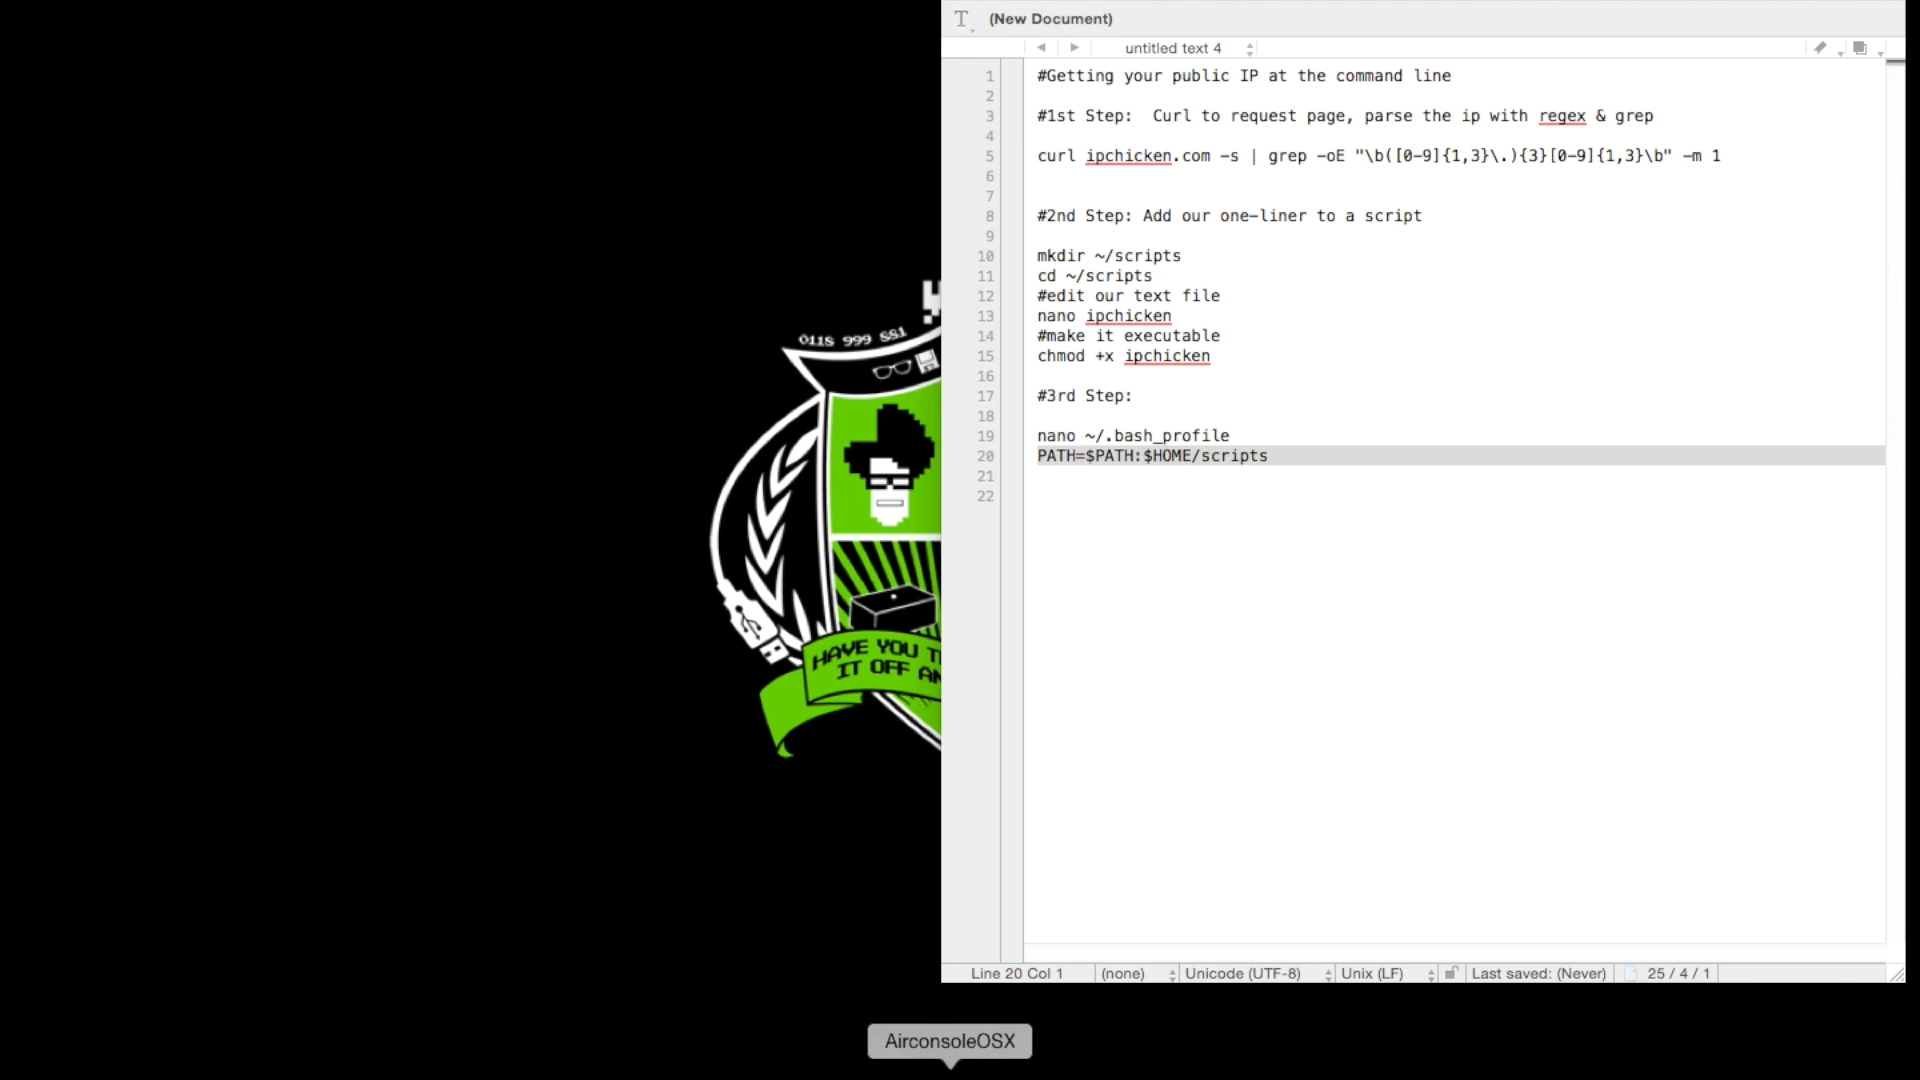 (New Document)
untitled text 4
1 #Getting your public IP at the command line
2
3 #1st Step:  Curl to request page, parse the ip with regex & grep
4
5 curl ipchicken.com -s | grep -oE "\b([0-9]{1,3}\.){3}[0-9]{1,3}\b" -m 1
6
7
8 #2nd Step: Add our one-liner to a script
9
10 mkdir ~/scripts
11 cd ~/scripts
12 #edit our text file
13 nano ipchicken
14 #make it executable
15 chmod +x ipchicken
16
17 #3rd Step:
18
19 nano ~/.bash_profile
20 PATH=$PATH:$HOME/scripts
21
22
0118 999 881
HAVE YOU T
IT OFF AN
Line 20 Col 1 (none) Unicode (UTF-8) Unix (LF) Last saved: (Never) 25 / 4 / 1
AirconsoleOSX